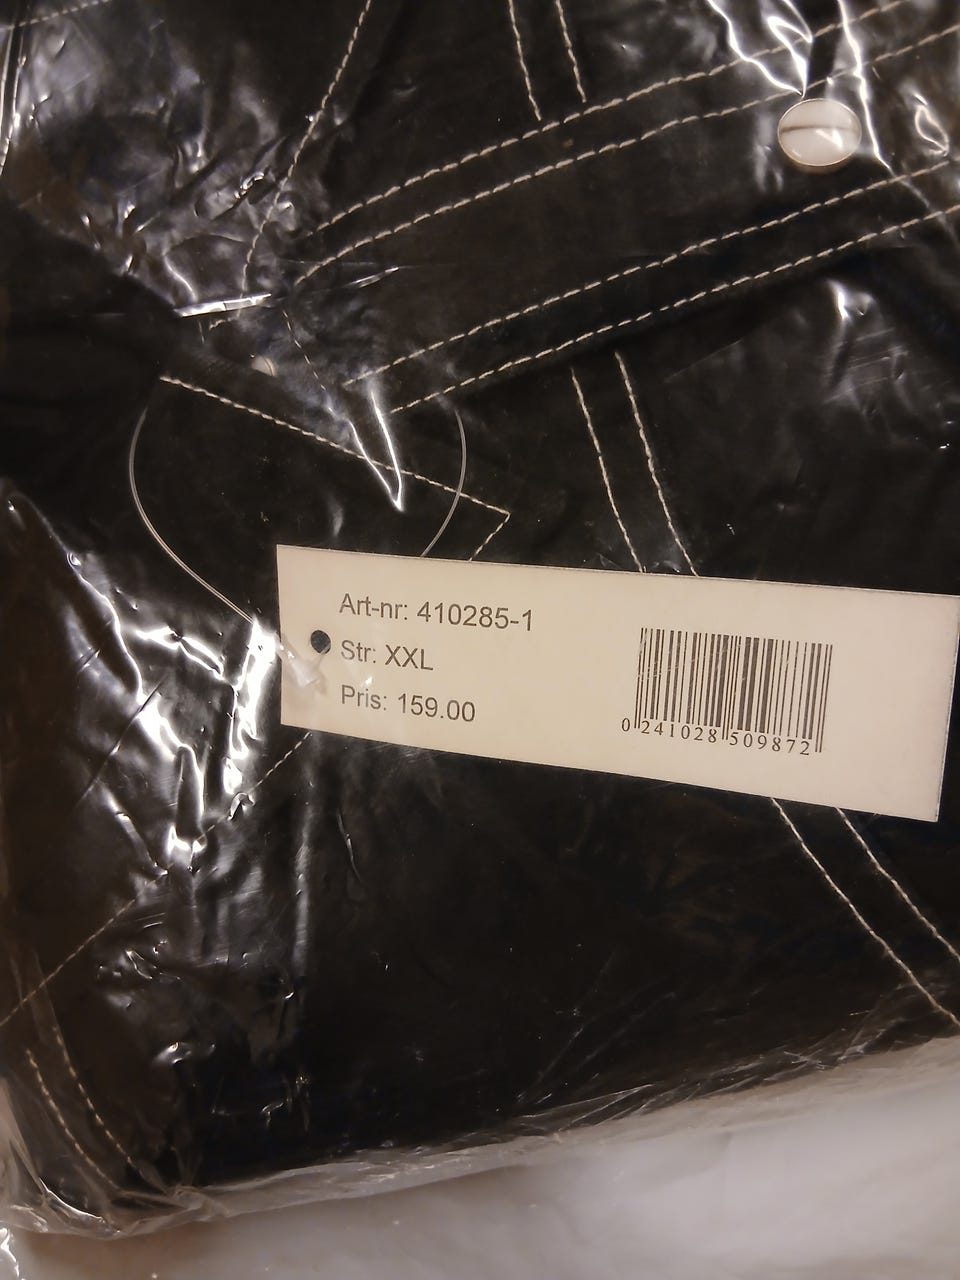 Art-nr: 410285-1
Str: XXL
Pris: 159.00
0 241028 509872